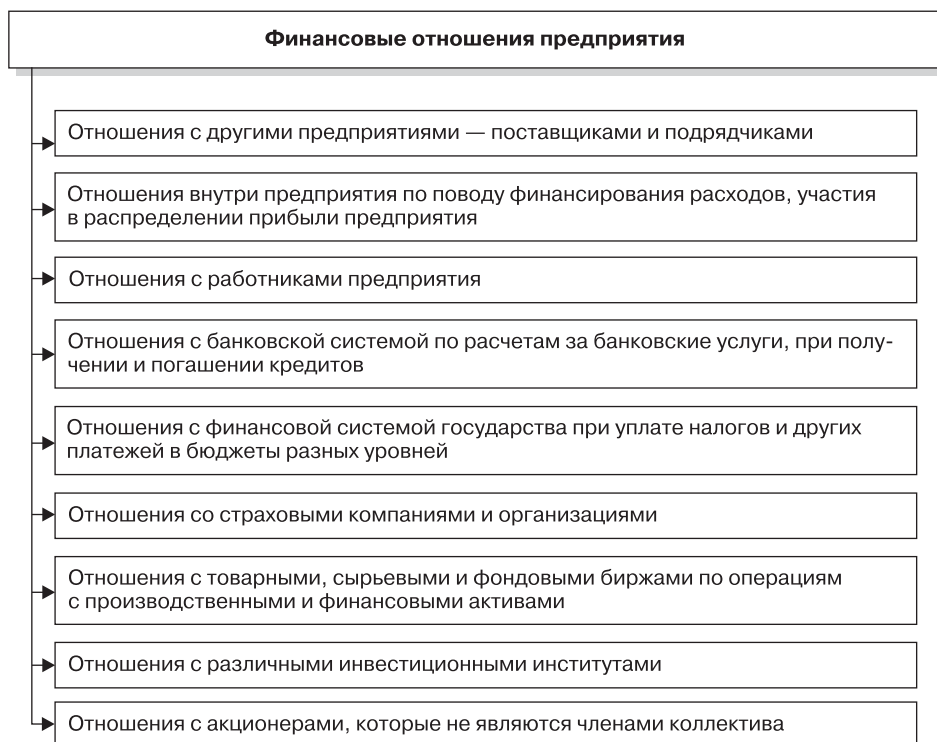 Финансовые отношения предприятия
Отношения с другими предприятиями — поставщиками и подрядчиками
Отношения внутри предприятия по поводу финансирования расходов, участия
в распределении прибыли предприятия
Отношения с работниками предприятия
Отношения с банковской системой по расчетам за банковские услуги, при полу-
чении и погашении кредитов
Отношения с финансовой системой государства при уплате налогов и других
платежей в бюджеты разных уровней
Отношения со страховыми компаниями и организациями
Отношения с товарными, сырьевыми и фондовыми биржами по операциям
с производственными и финансовыми активами
Отношения с различными инвестиционными институтами
Отношения с акционерами, которые не являются членами коллектива